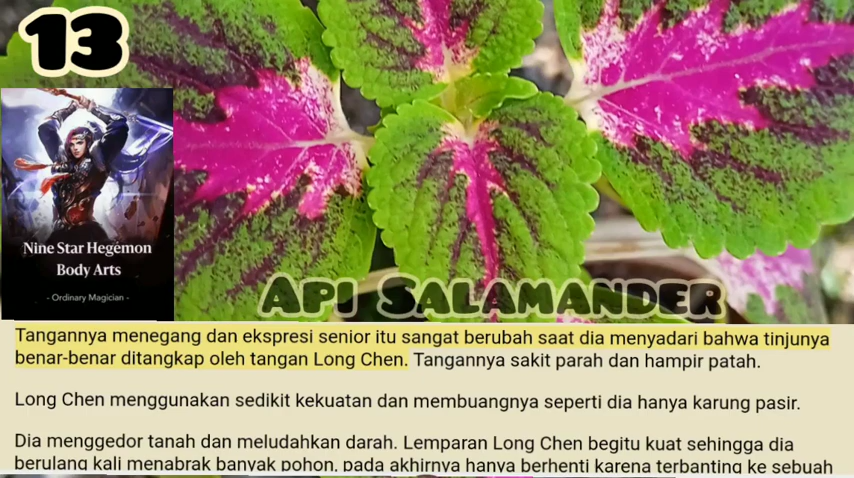 13
Nine Star Hegemon
Body Arts
- Ordinary Magician -
Api Salamander
Tangannya menegang dan ekspresi senior itu sangat berubah saat dia menyadari bahwa tinjunya
benar-benar ditangkap oleh tangan Long Chen. Tangannya sakit parah dan hampir patah.
Long Chen menggunakan sedikit kekuatan dan membuangnya seperti dia hanya karung pasir.
Dia menggedor tanah dan meludahkan darah. Lemparan Long Chen begitu kuat sehingga dia
berulang kali menabrak banyak pohon, pada akhirnya hanya berhenti karena terbanting ke sebuah